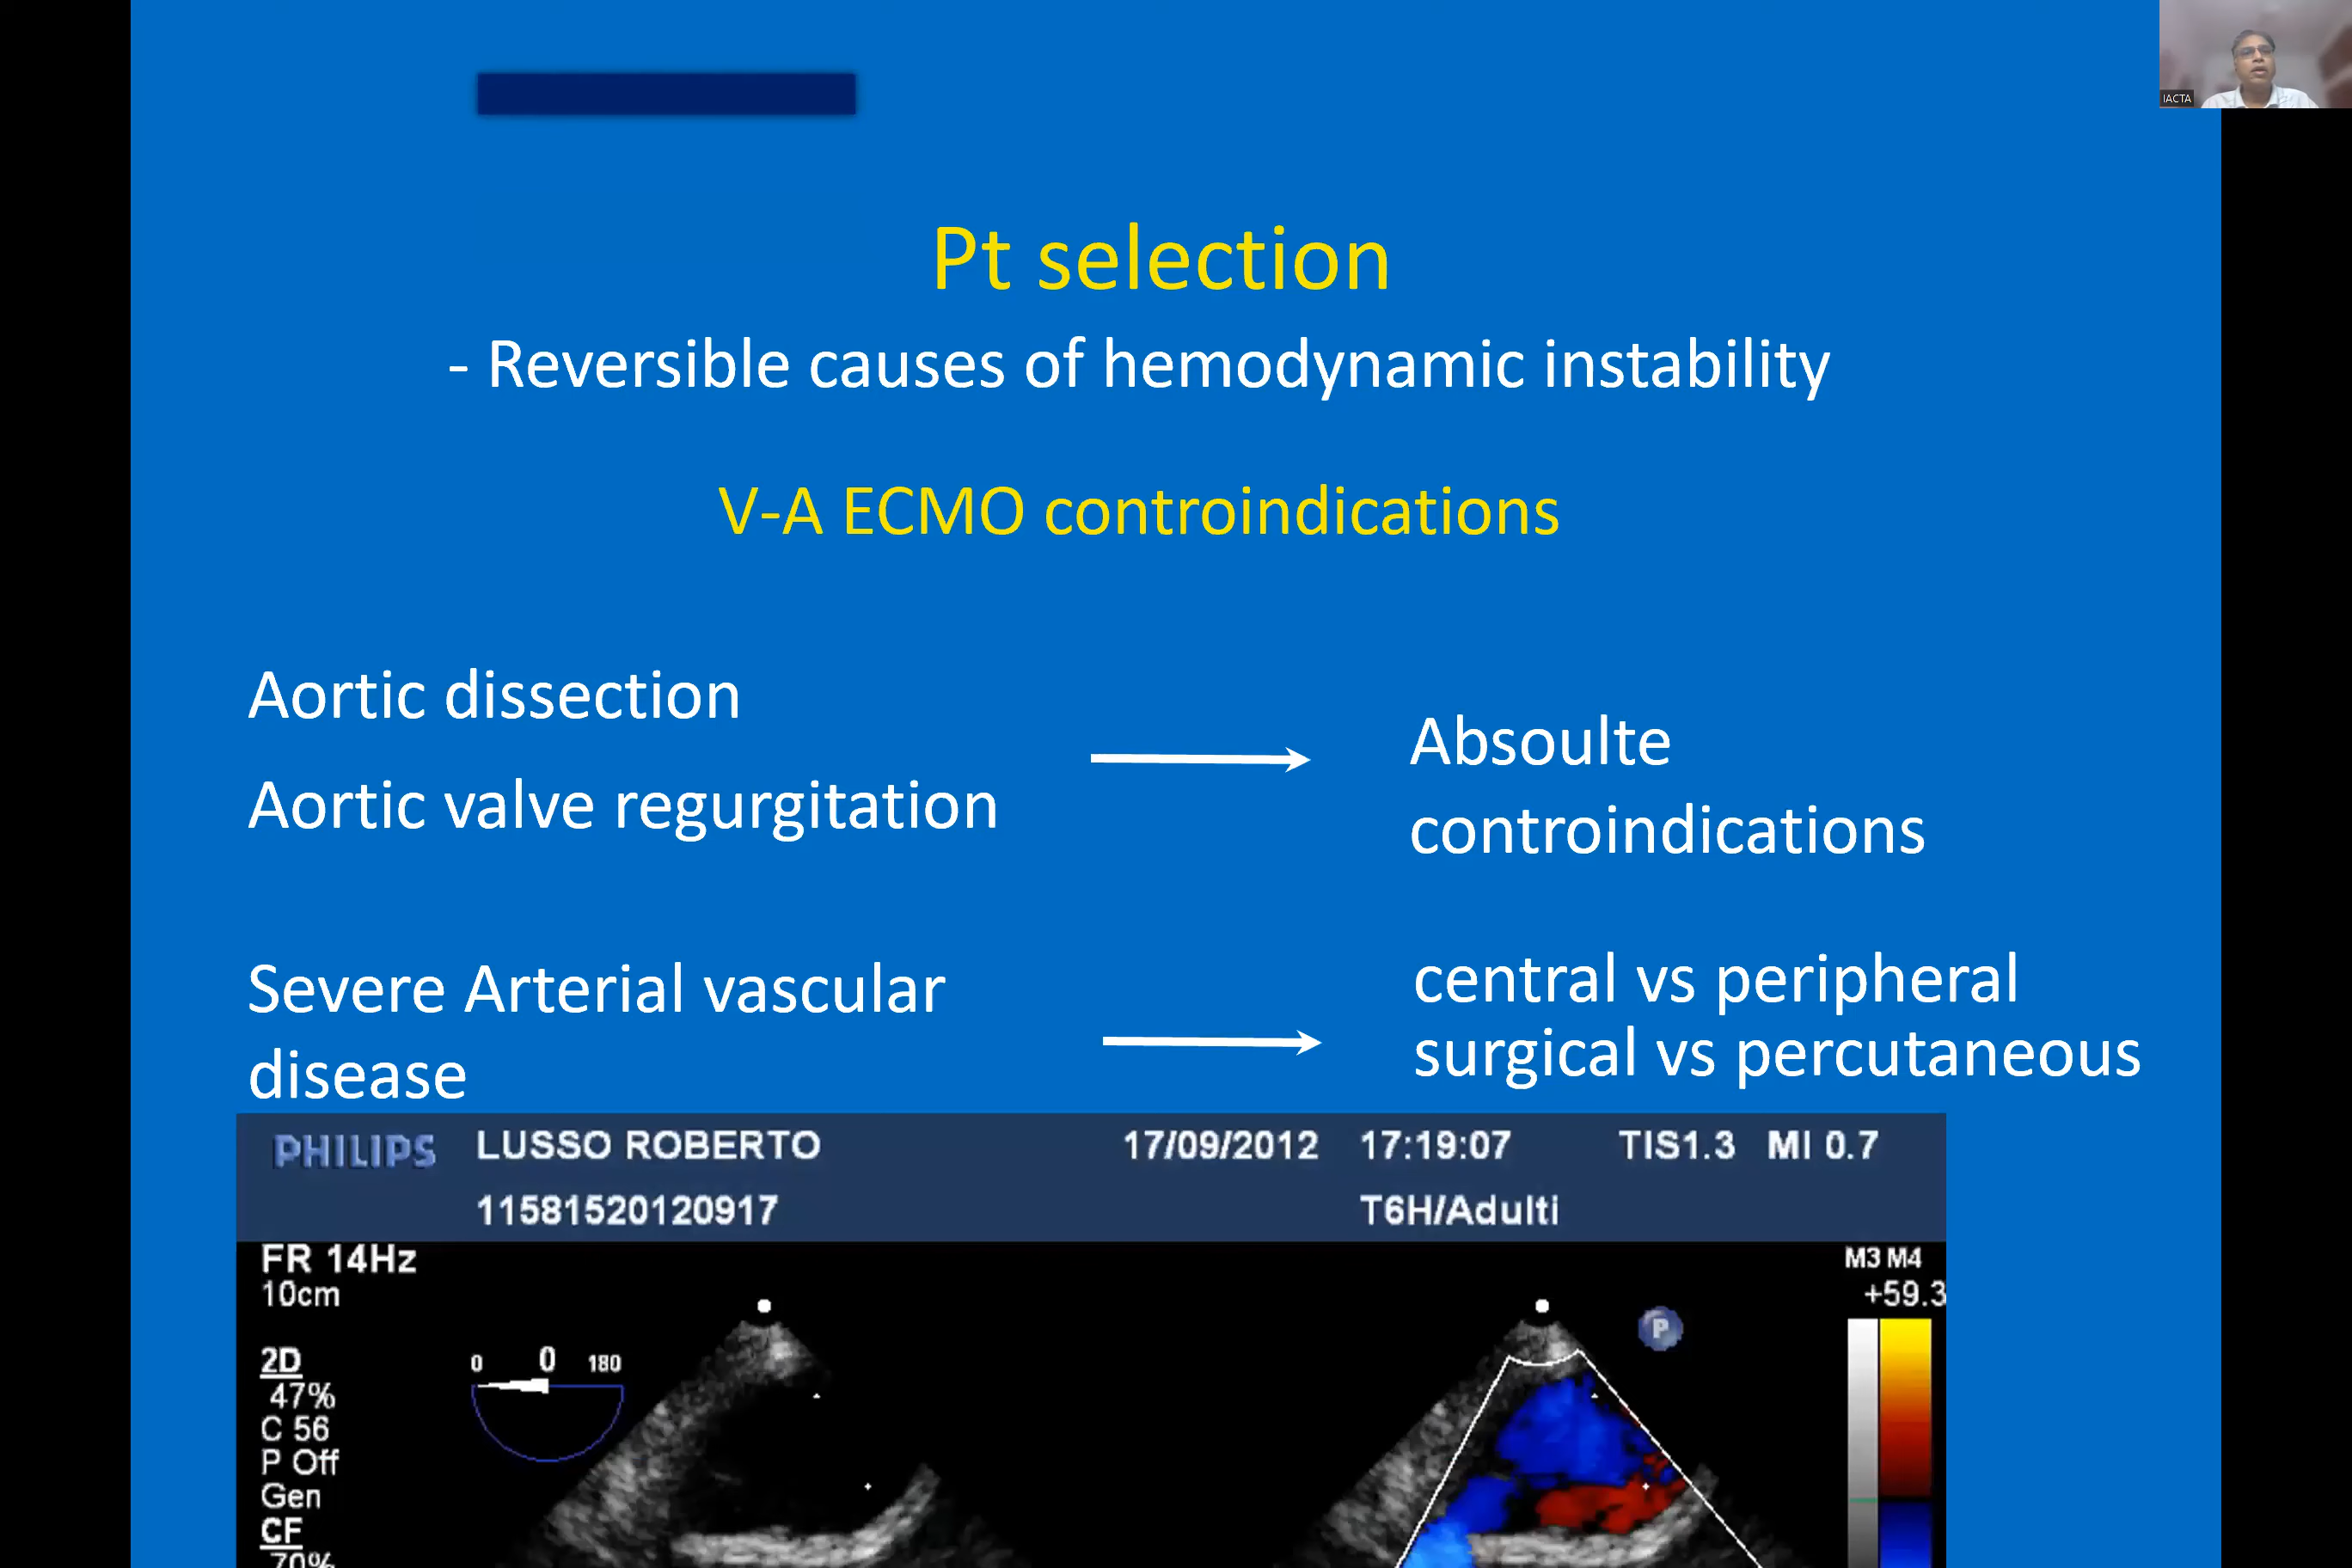 IACTA
Pt selection
- Reversible causes of hemodynamic instability
V-A ECMO controindications
Aortic dissection
Aortic valve regurgitation
Absoulte
controindications
Severe Arterial vascular
disease
central vs peripheral
surgical vs percutaneous
PHILIPS LUSSO ROBERTO 17/09/2012 17:19:07 TIS1.3 MI 0.7
11581520120917 T6H/Adulti
FR 14Hz
10cm
M3 M4
+59.3
P
0 0 180
2D
47%
C 56
P Off
Gen
CF
70%